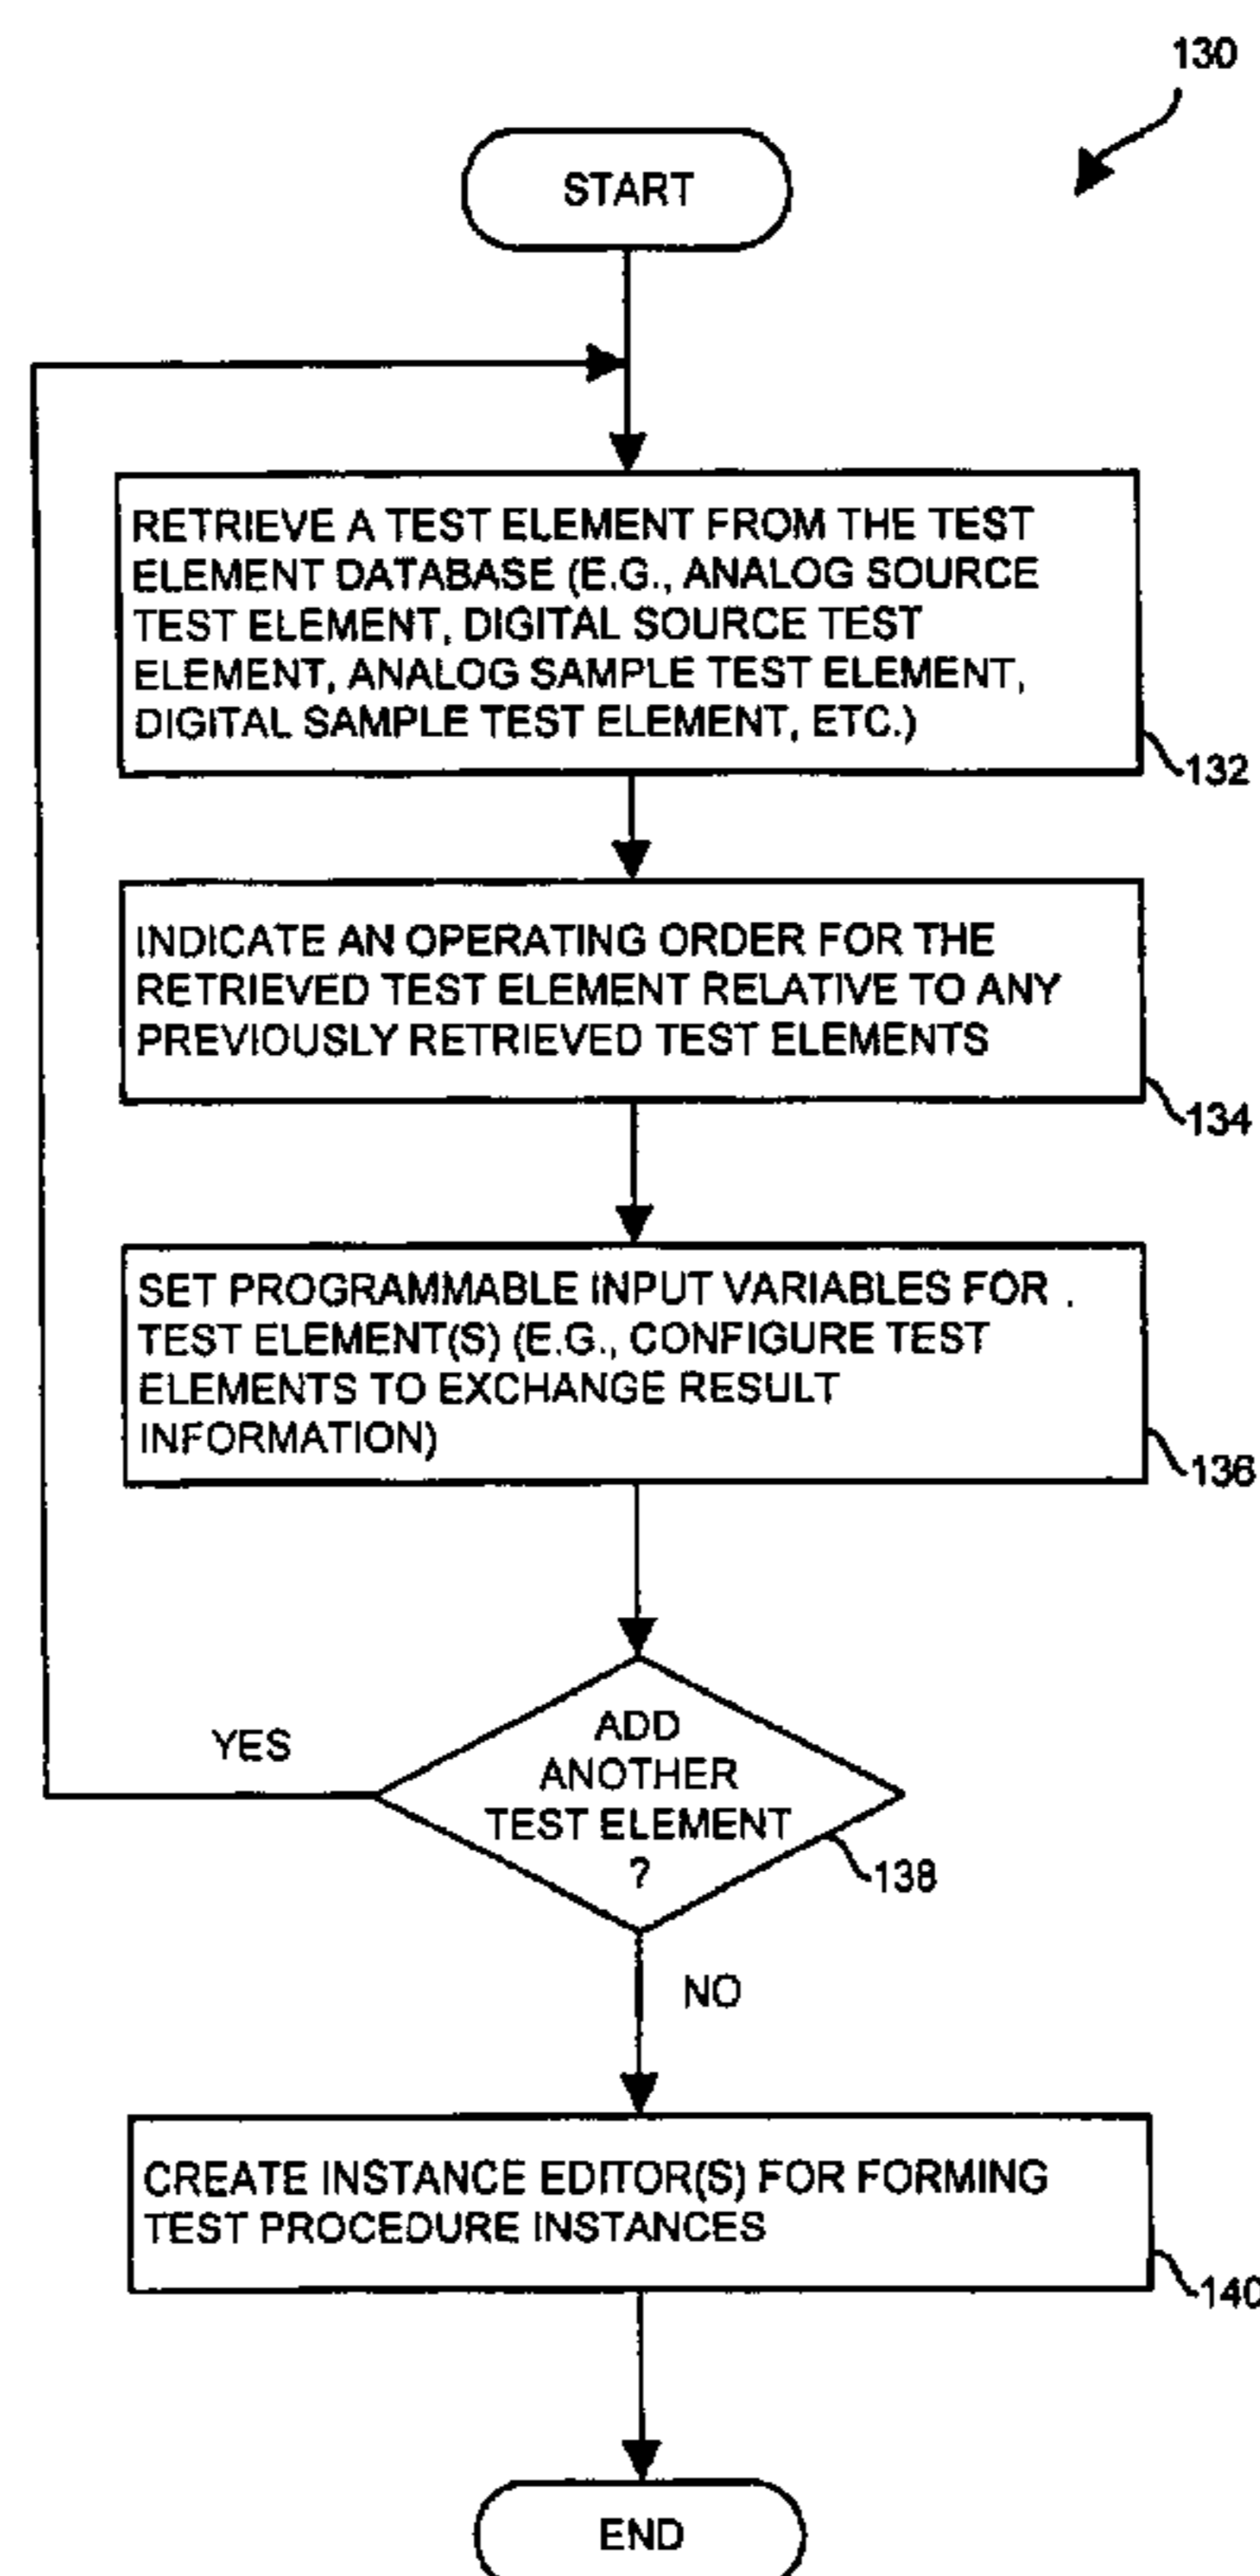 130
START
RETRIEVE A TEST ELEMENT FROM THE TEST
ELEMENT DATABASE (E.G., ANALOG SOURCE
TEST ELEMENT, DIGITAL SOURCE TEST
ELEMENT, ANALOG SAMPLE TEST ELEMENT,
DIGITAL SAMPLE TEST ELEMENT, ETC.)
132
INDICATE AN OPERATING ORDER FOR THE
RETRIEVED TEST ELEMENT RELATIVE TO ANY
PREVIOUSLY RETRIEVED TEST ELEMENTS
134
SET PROGRAMMABLE INPUT VARIABLES FOR
TEST ELEMENT(S) (E.G., CONFIGURE TEST
ELEMENTS TO EXCHANGE RESULT
INFORMATION)
136
YES
ADD
ANOTHER
TEST ELEMENT
?
138
NO
CREATE INSTANCE EDITOR(S) FOR FORMING
TEST PROCEDURE INSTANCES
140
END